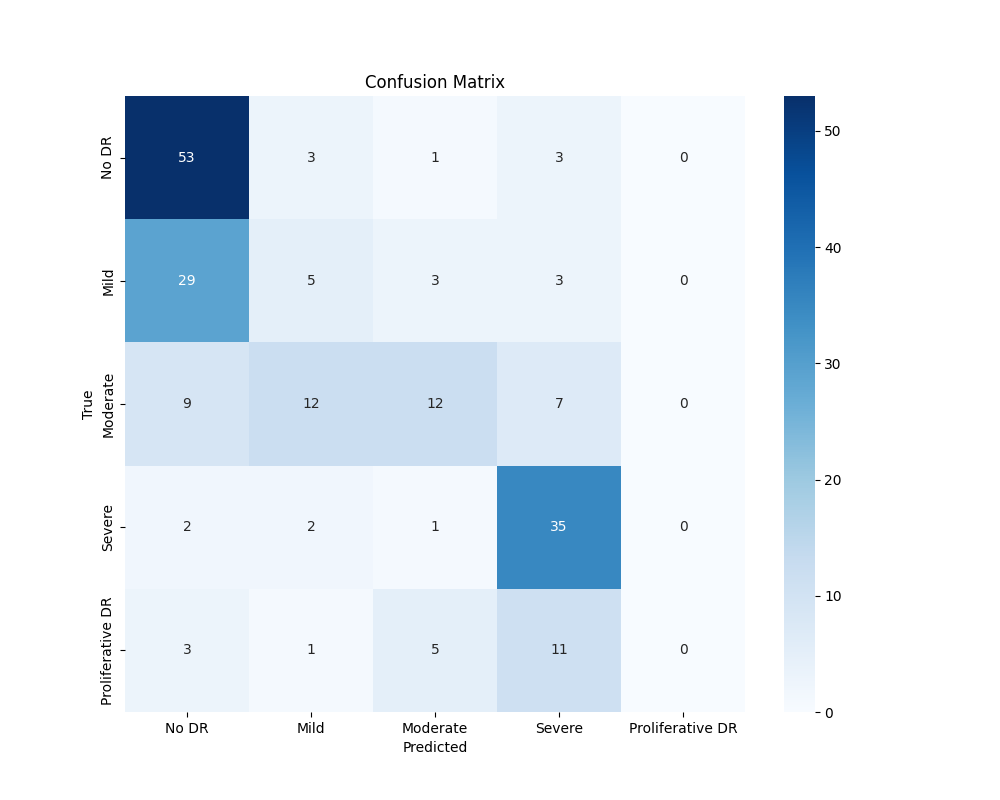 Confusion Matrix
No DR 53 3 1 3 0
Mild 29 5 3 3 0
True
Moderate 9 12 12 7 0
Severe 2 2 1 35 0
Proliferative DR 3 1 5 11 0
No DR Mild Moderate Severe Proliferative DR
Predicted
50
40
30
20
10
0